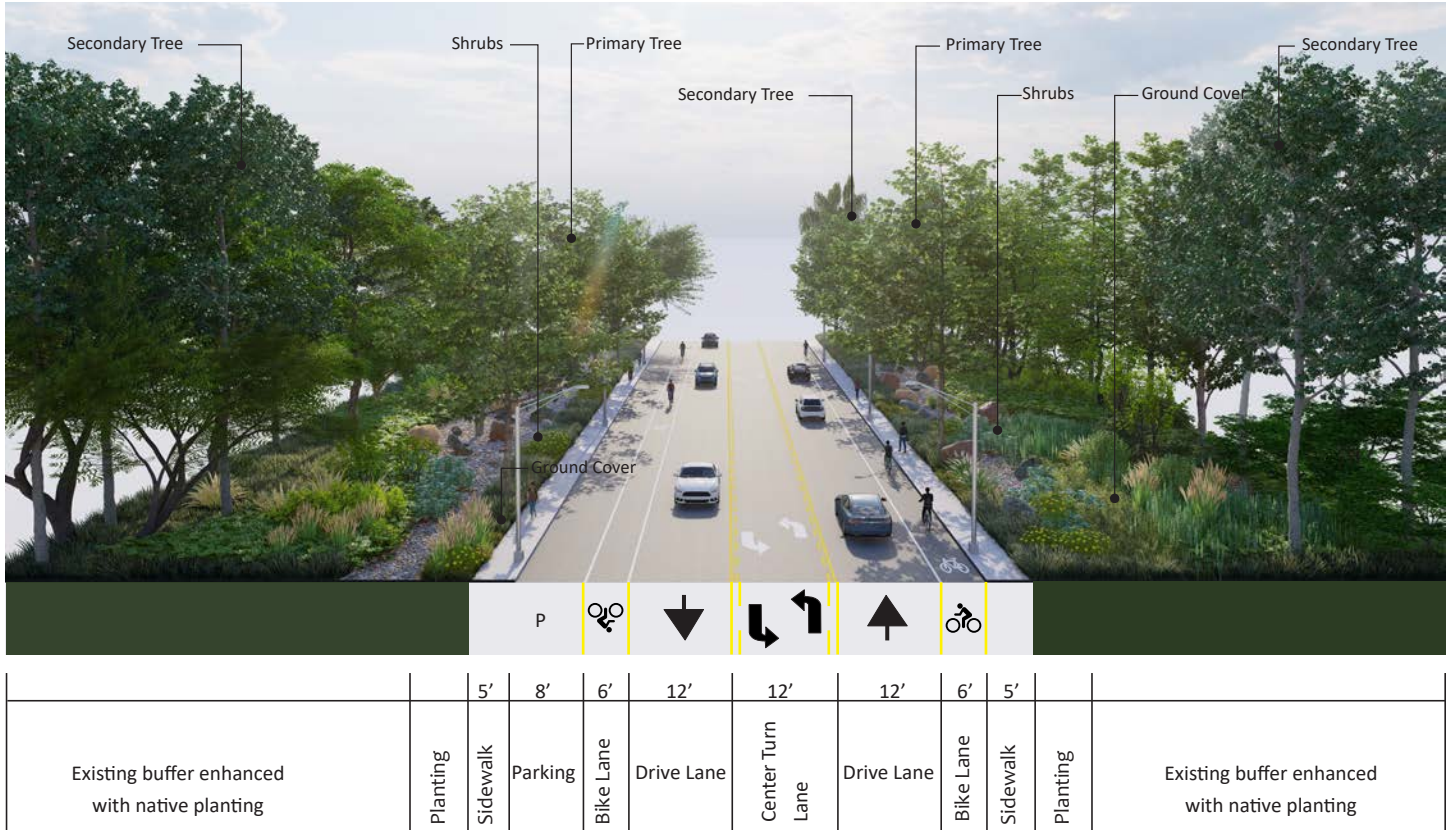 Secondary Tree
Shrubs
Primary Tree
Primary Tree
Secondary Tree
Secondary Tree
Shrubs
Ground Cover
Ground Cover
P
5’
8’
6’
12’
12’
12’
6’
5’
Existing buffer enhanced
with native planting
Planting
Sidewalk
Parking
Bike Lane
Drive Lane
Center Turn
Lane
Drive Lane
Bike Lane
Sidewalk
Planting
Existing buffer enhanced
with native planting